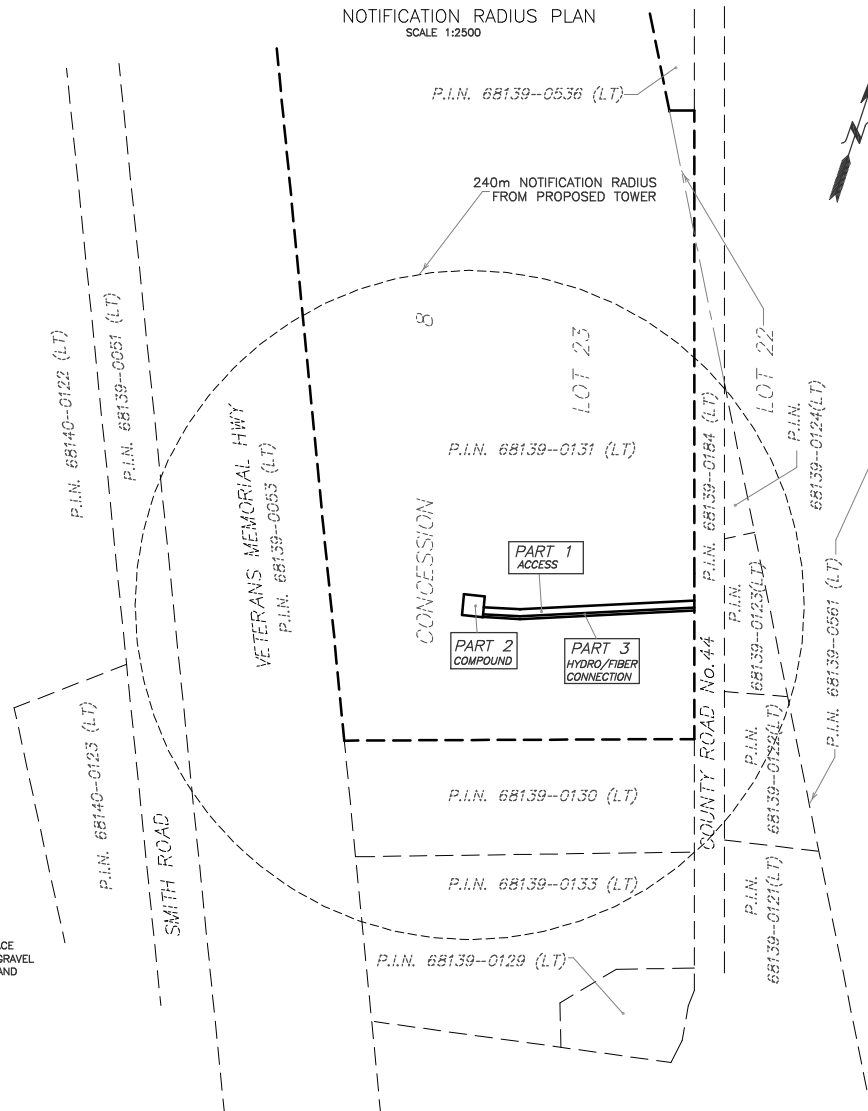 NOTIFICATION RADIUS PLAN
SCALE 1:2500
P.I.N. 68139-0536 (LT)
240m NOTIFICATION RADIUS
FROM PROPOSED TOWER
8
LOT 23
LOT 22
P.I.N. 68140-0122 (LT)
P.I.N. 68139-0051 (LT)
VETERANS MEMORIAL HWY
P.I.N. 68139-0053 (LT)
P.I.N. 68139-0131 (LT)
P.I.N. 68139-0184 (LT)
P.I.N.
68139-0124(LT)
CONCESSION
PART 1
ACCESS
PART 2
COMPOUND
PART 3
HYDRO/FIBER
CONNECTION
P.I.N.
68139-0123(LT)
P.I.N. 68139-0561 (LT)
COUNTY ROAD No.44
P.I.N.
68139-0122(LT)
P.I.N. 68140-0123 (LT)
SMITH ROAD
P.I.N. 68139-0130 (LT)
P.I.N. 68139-0133 (LT)
P.I.N.
68139-0121(LT)
P.I.N. 68139-0129 (LT)
GRAVEL
AND
N